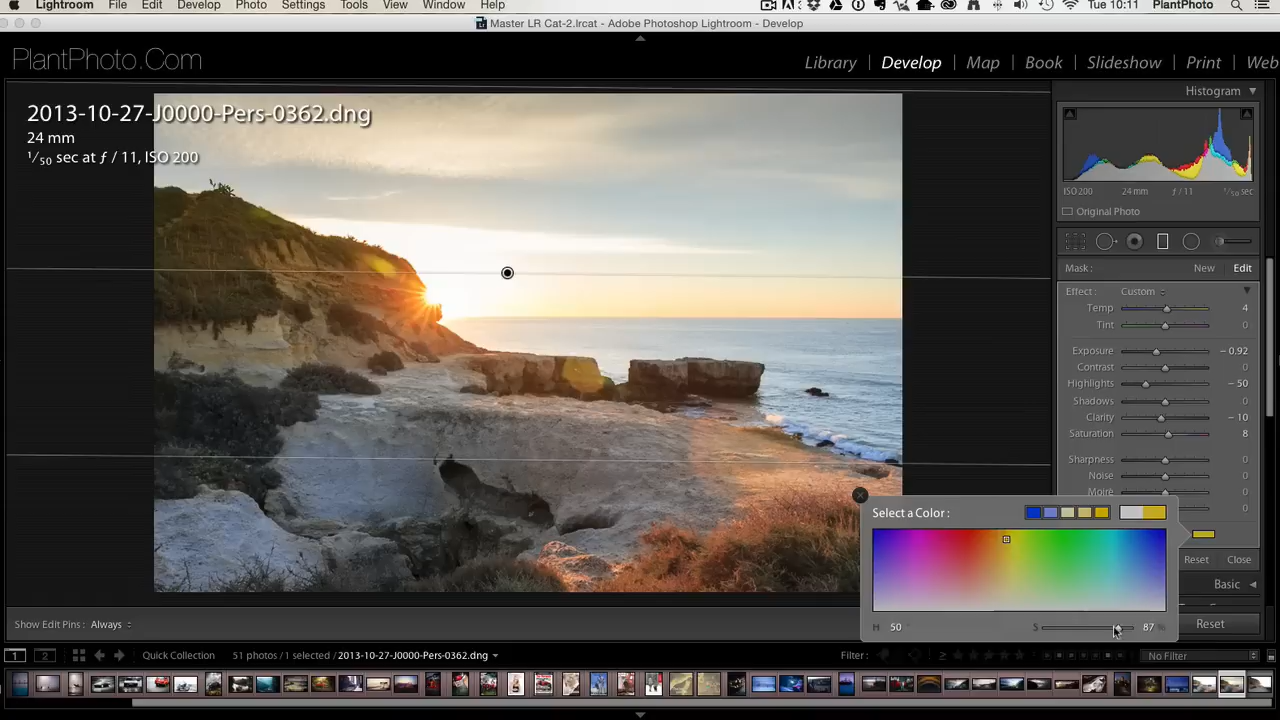 Lightroom File Edit Develop Photo Settings Tools View Window Help Tue 10:11 PlantPhoto
Master LR Cat-2.lrcat - Adobe Photoshop Lightroom - Develop
PlantPhoto.Com
Library | Develop | Map | Book | Slideshow | Print | Web
2013-10-27-J0000-Pers-0362.dng
24 mm
1/50 sec at ƒ / 11, ISO 200
Histogram
ISO 200 24 mm ƒ / 11 1/50 sec
Original Photo
Mask : New Edit
Effect : Custom
Temp 4
Tint 0
Exposure − 0.92
Contrast 0
Highlights − 50
Shadows 0
Clarity − 10
Saturation 8
Sharpness 0
Noise 0
Moiré 0
0
Select a Color :
H 50 S 87 %
Reset Close
Basic
Show Edit Pins : Always
Reset
1 2 Quick Collection 51 photos / 1 selected / 2013-10-27-J0000-Pers-0362.dng Filter : No Filter